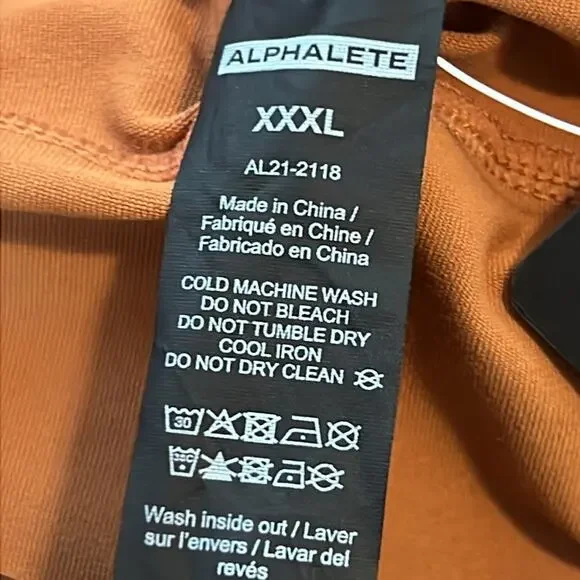 ALPHALETE
XXXL
AL21-2118
Made in China /
Fabriqué en Chine /
Fabricado en China
COLD MACHINE WASH
DO NOT BLEACH
DO NOT TUMBLE DRY
COOL IRON
DO NOT DRY CLEAN
30
Wash inside out / Laver
sur l'envers / Lavar del
revés